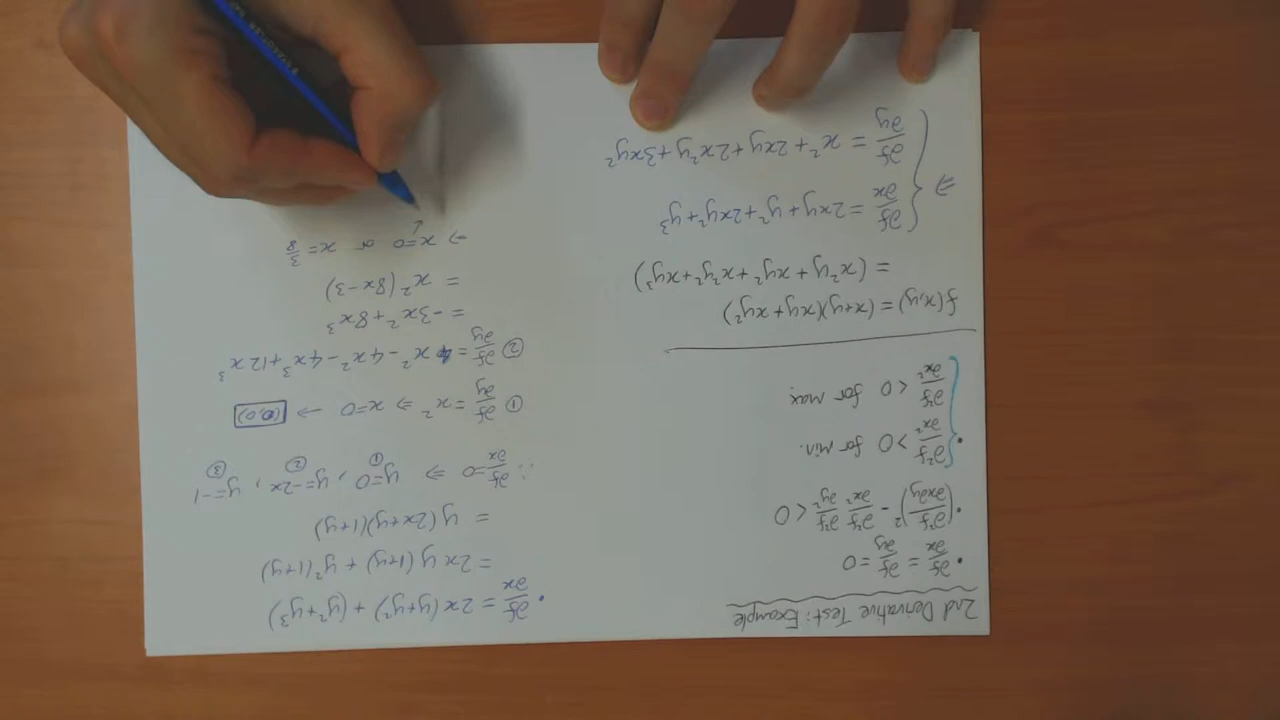 2nd Derivative Test: Example
• ∂f/∂x = ∂f/∂y = 0
• (∂²f/∂x∂y)² - ∂²f/∂x² ∂²f/∂y² < 0
• ∂²f/∂x² > 0 for min.
∂²f/∂x² < 0 for max
f(x,y) = (x+y)(xy+xy²)
= (x²y + xy² + x²y² + xy³)
⇒ { ∂f/∂x = 2xy + y² + 2xy² + y³
∂f/∂y = x² + 2xy + 2x²y + 3xy²
• ∂f/∂x = 2x(y+y²) + (y²+y³)
= 2xy(1+y) + y²(1+y)
= y(2x+y)(1+y)
∴ ∂f/∂x = 0 ⇒ y=0 ①, y=-2x ②, y=-1 ③
① ∂f/∂y = x² ⇒ x=0 → (0,0)
② ∂f/∂y = x² - 4x² - 4x³ + 12x³
= -3x² + 8x³
= x²(8x-3)
→ x=0 or x = 3/8